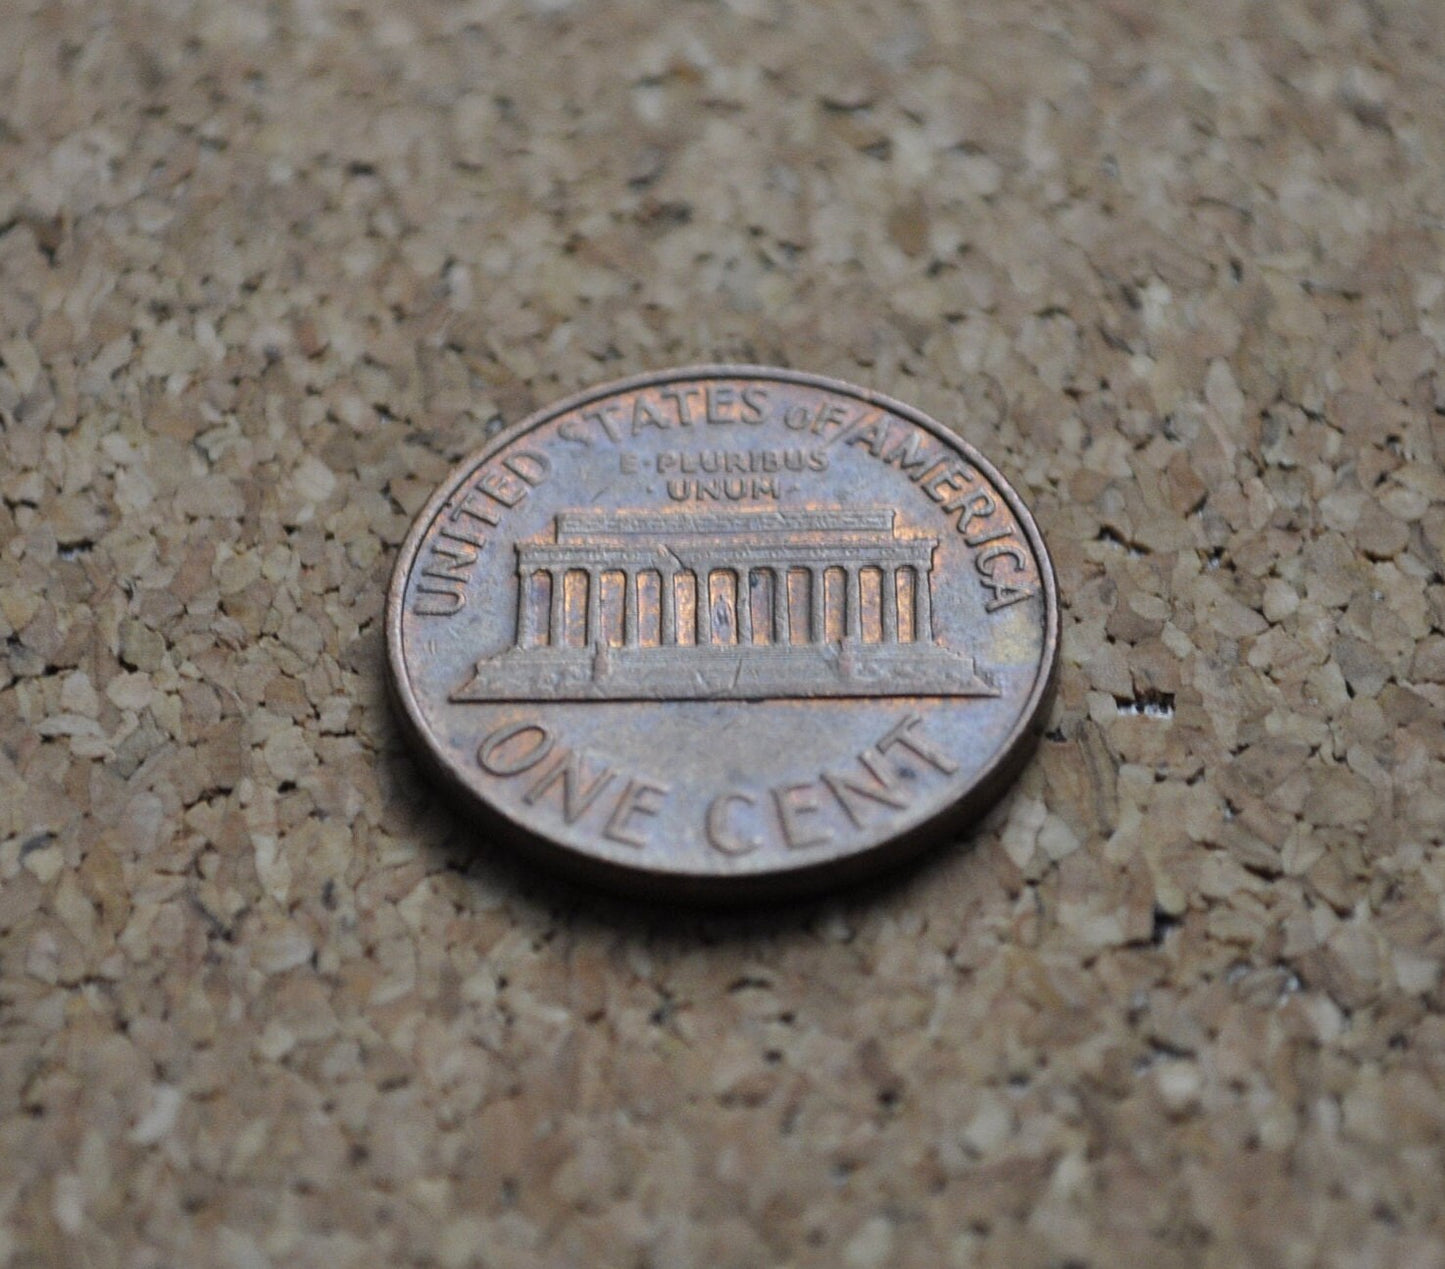 UNITED STATES OF AMERICA
E·PLURIBUS
·UNUM·
ONE CENT